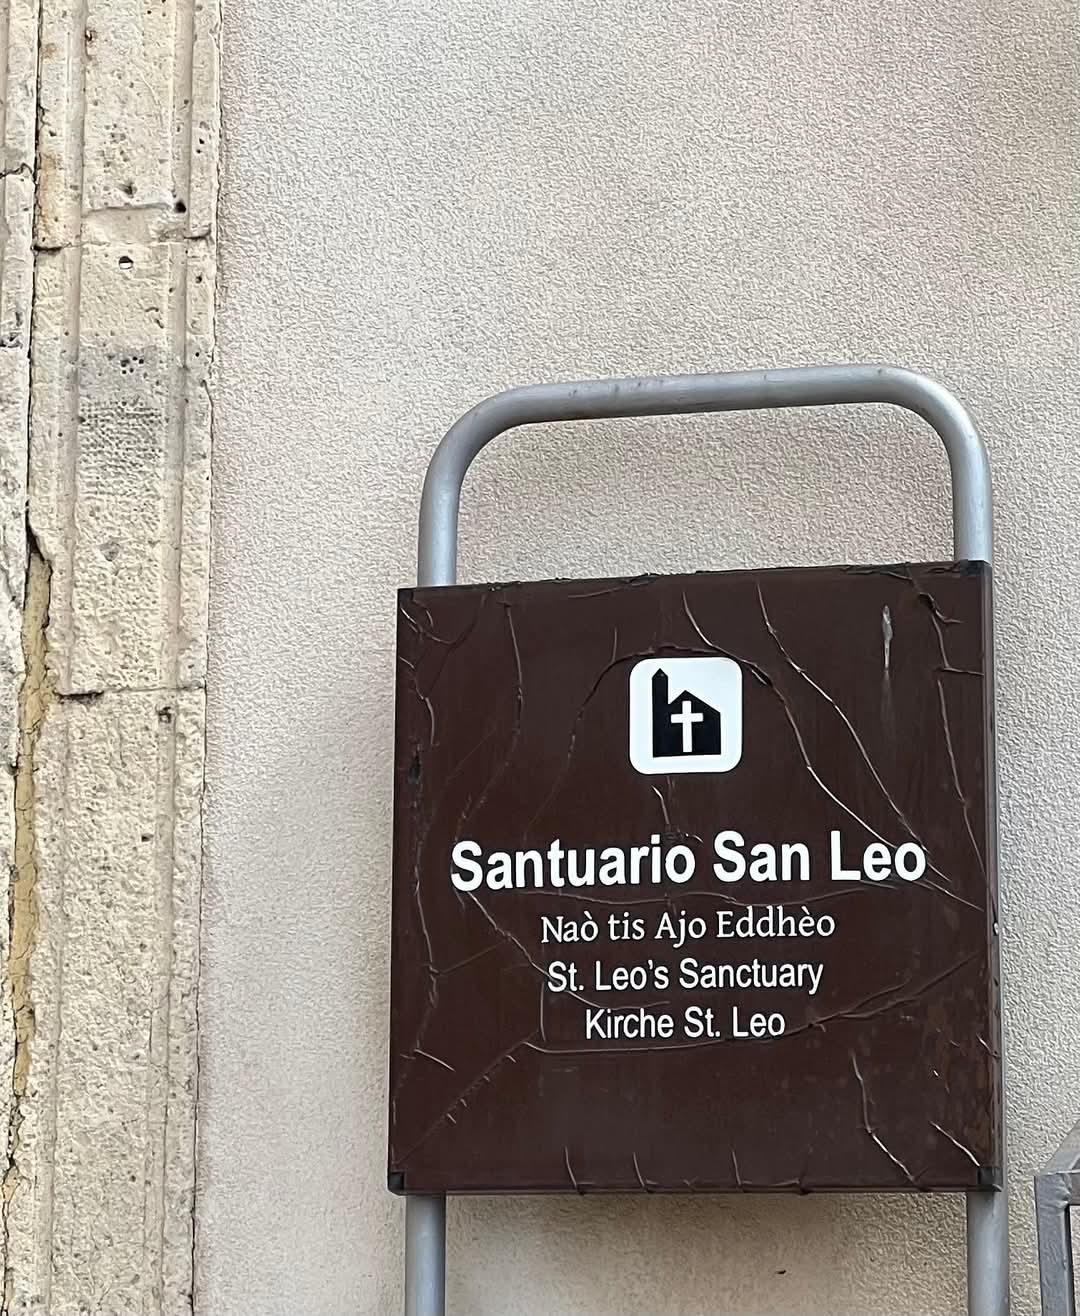 Santuario San Leo
Naò tis Ajo Eddhèo
St. Leo's Sanctuary
Kirche St. Leo